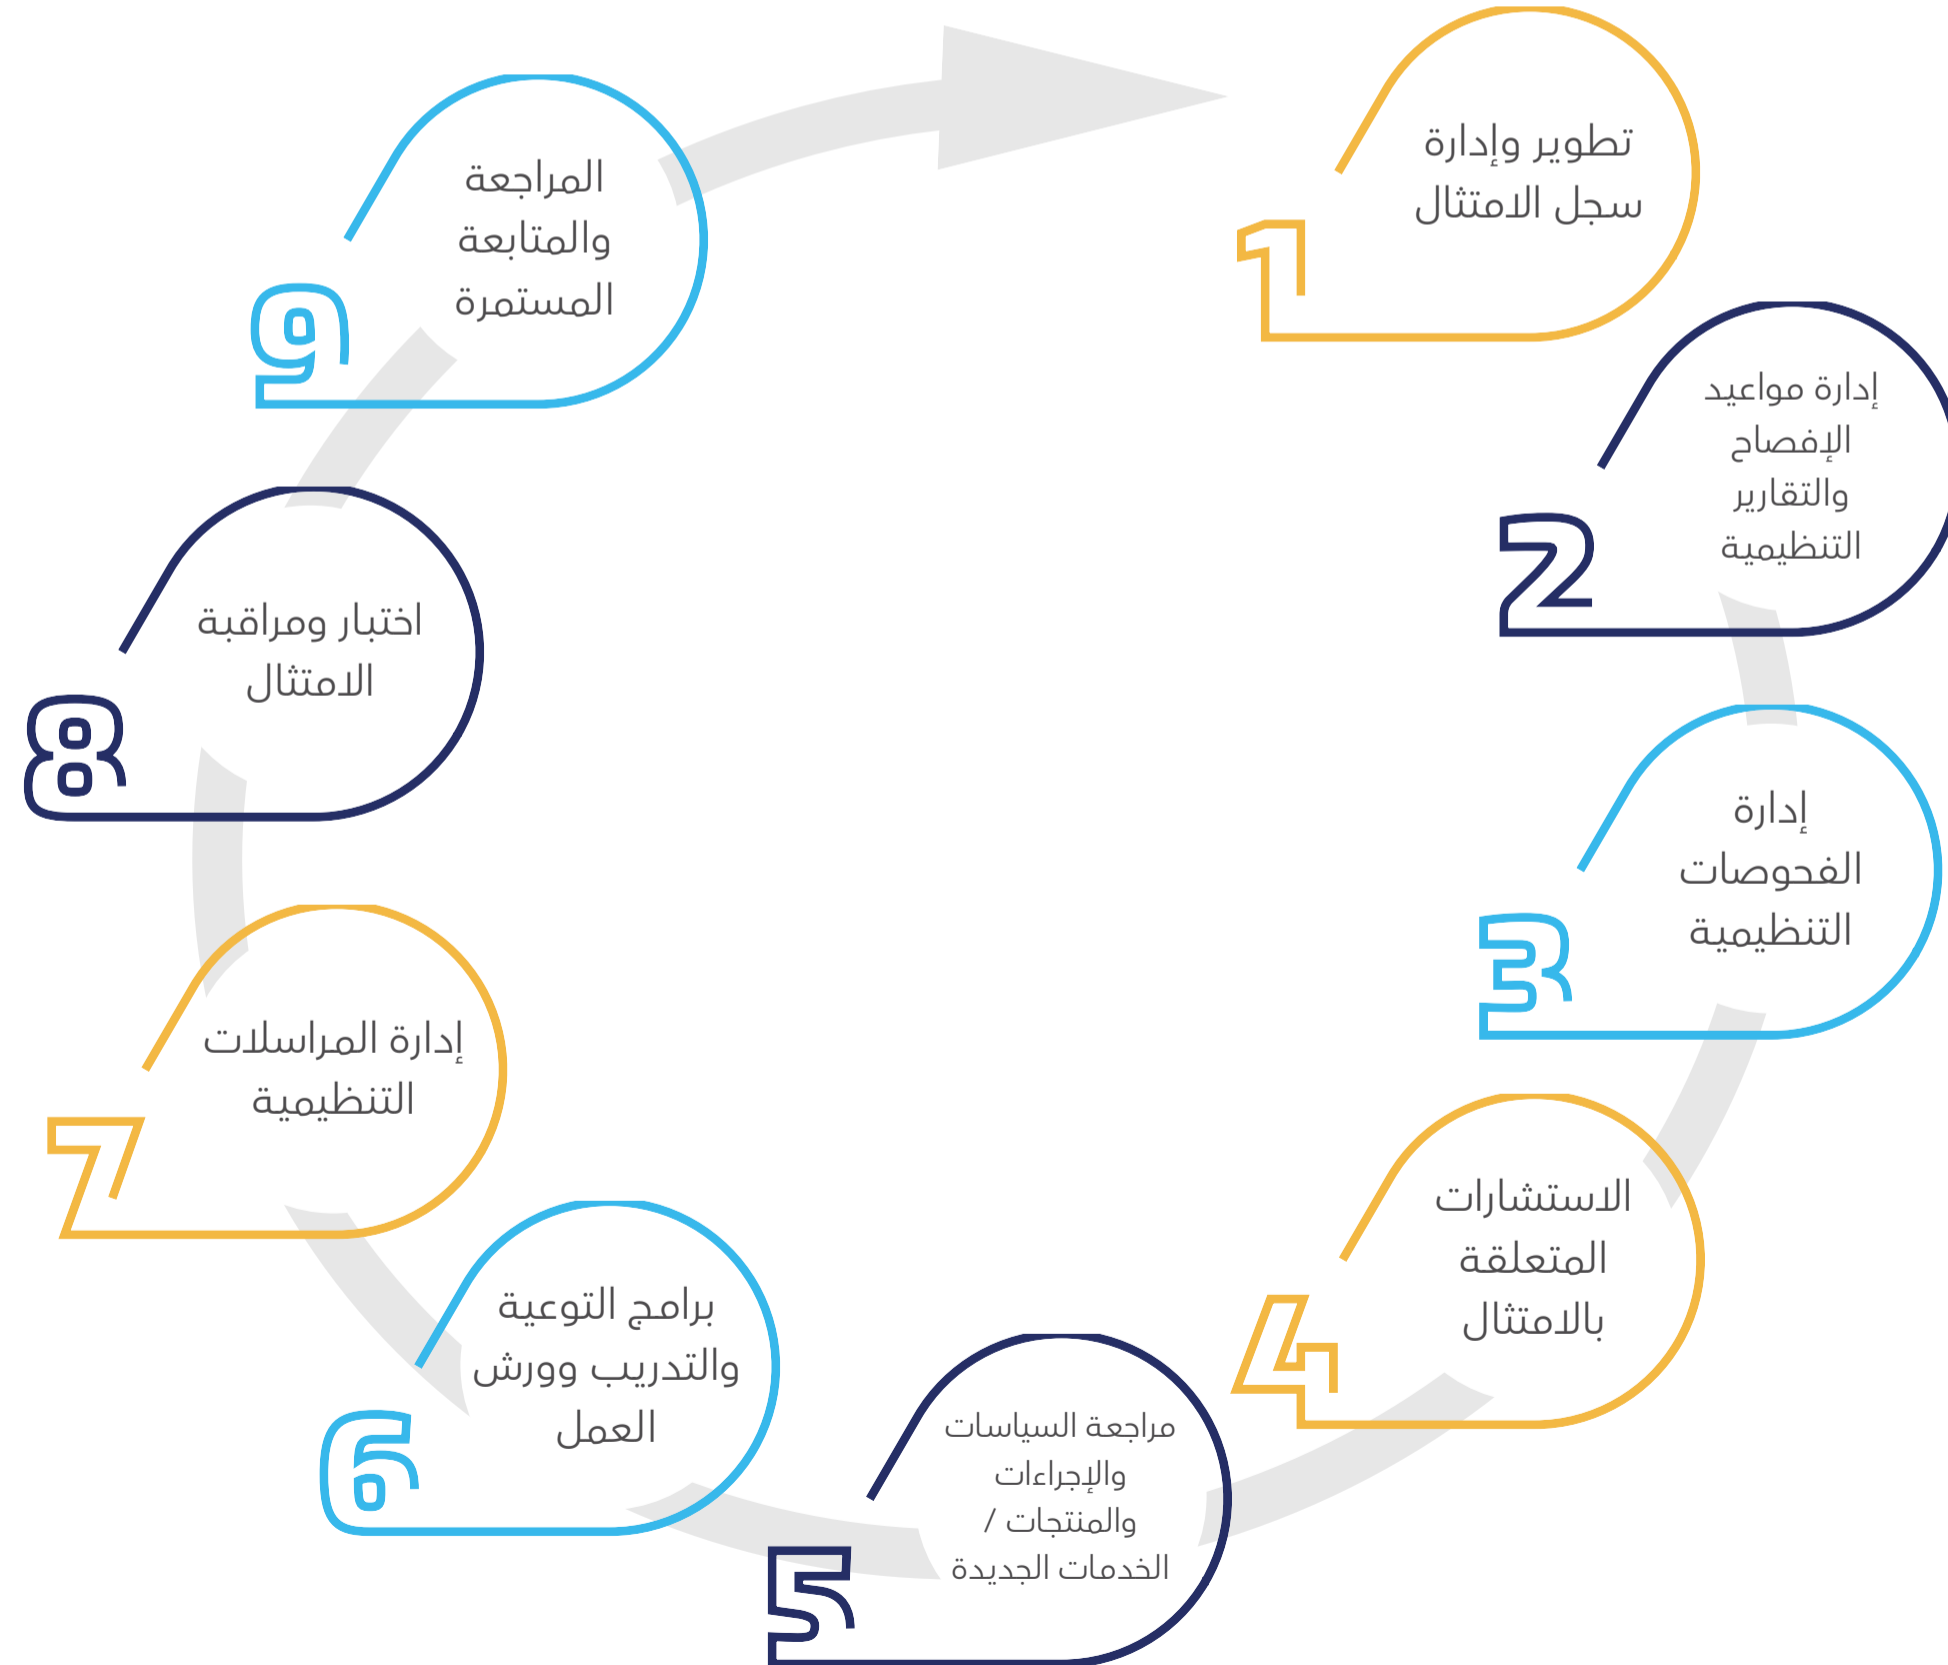 1
تطوير وإدارة
سجل الامتثال
2
إدارة مواعيد
الإفصاح
والتقارير
التنظيمية
3
إدارة
الفحوصات
التنظيمية
4
الاستشارات
المتعلقة
بالامتثال
5
مراجعة السياسات
والإجراءات
والمنتجات /
الخدمات الجديدة
6
برامج التوعية
والتدريب وورش
العمل
7
إدارة المراسلات
التنظيمية
8
اختبار ومراقبة
الامتثال
9
المراجعة
والمتابعة
المستمرة